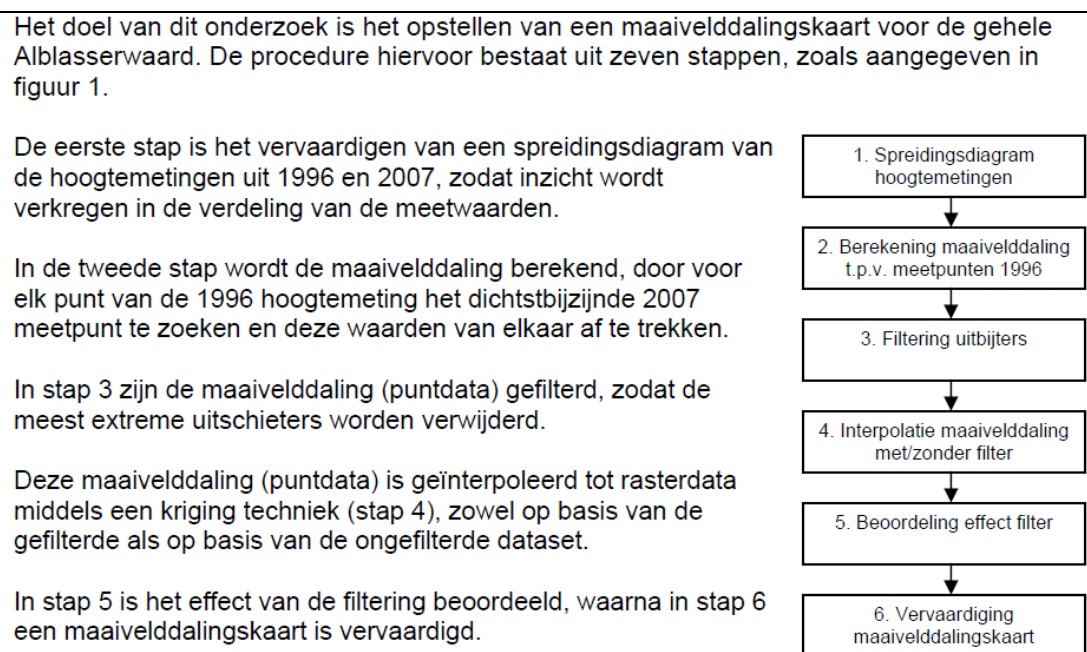 Het doel van dit onderzoek is het opstellen van een maaivelddalingskaart voor de gehele
Alblasserwaard. De procedure hiervoor bestaat uit zeven stappen, zoals aangegeven in
figuur 1.
De eerste stap is het vervaardigen van een spreidingsdiagram van
de hoogtemetingen uit 1996 en 2007, zodat inzicht wordt
verkregen in de verdeling van de meetwaarden.
In de tweede stap wordt de maaivelddaling berekend, door voor
elk punt van de 1996 hoogtemeting het dichtstbijzijnde 2007
meetpunt te zoeken en deze waarden van elkaar af te trekken.
In stap 3 zijn de maaivelddaling (puntdata) gefilterd, zodat de
meest extreme uitschieters worden verwijderd.
Deze maaivelddaling (puntdata) is geïnterpoleerd tot rasterdata
middels een kriging techniek (stap 4), zowel op basis van de
gefilterde als op basis van de ongefilterde dataset.
In stap 5 is het effect van de filtering beoordeeld, waarna in stap 6
een maaivelddalingskaart is vervaardigd.
1. Spreidingsdiagram
hoogtemetingen
2. Berekening maaivelddaling
t.p.v. meetpunten 1996
3. Filtering uitbijters
4. Interpolatie maaivelddaling
met/zonder filter
5. Beoordeling effect filter
6. Vervaardiging
maaivelddalingskaart